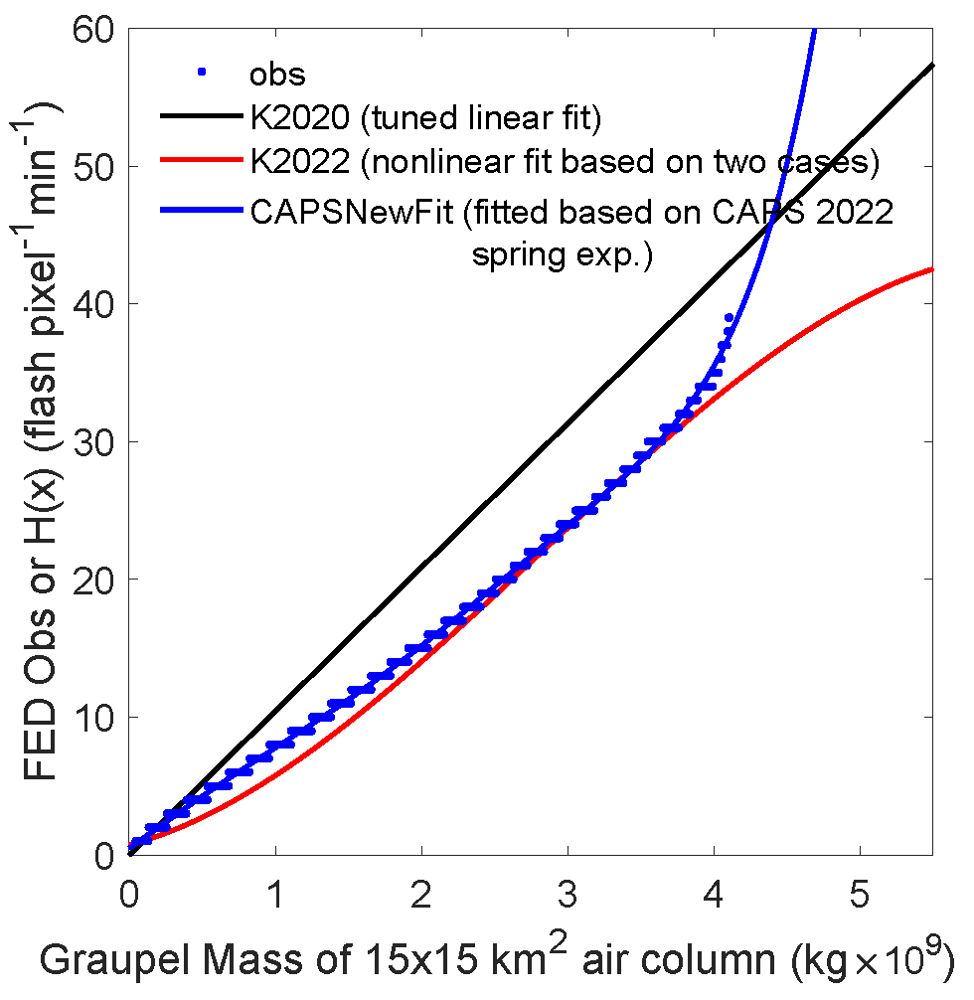 60
50
40
30
20
10
0
obs
K2020 (tuned linear fit)
K2022 (nonlinear fit based on two cases)
CAPSNewFit (fitted based on CAPS 2022
spring exp.)
FED Obs or H(x) (flash pixel⁻¹min⁻¹)
0 1 2 3 4 5
Graupel Mass of 15x15 km² air column (kg×10⁹)